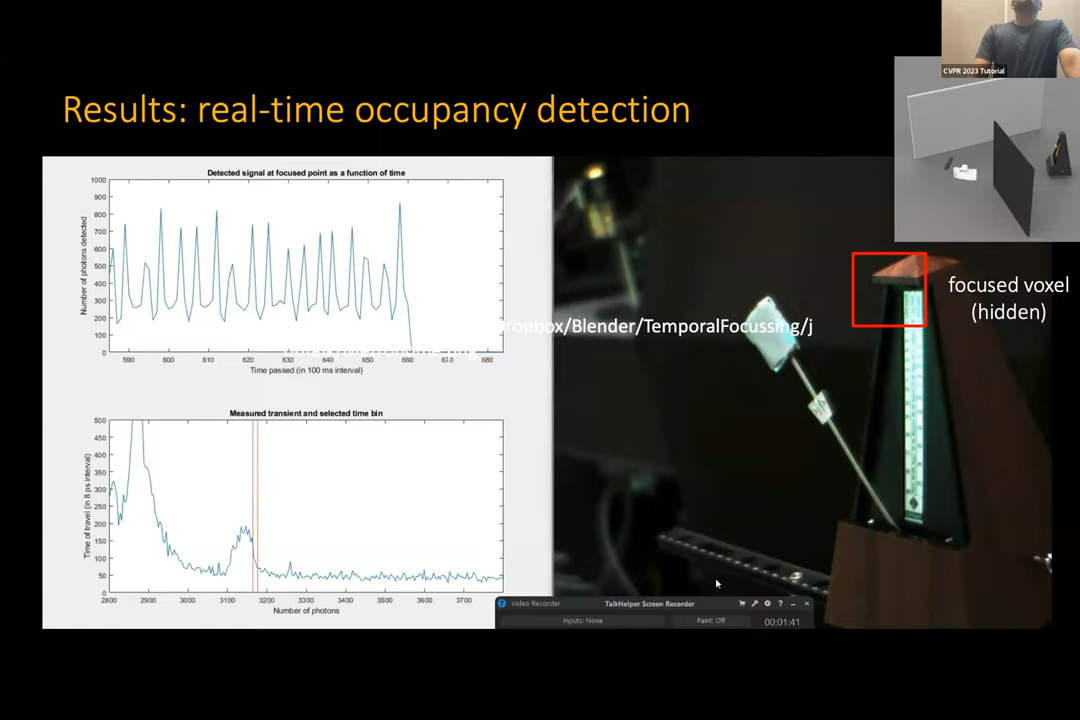 CVPR 2023 Tutorial
Results: real-time occupancy detection
Detected signal at focused point as a function of time
1000
900
800
700
600
500
400
300
200
100
0
Number of photons detected
590
600
610
620
630
640
650
660
670
680
Time passed (in 100 ms interval)
Measured transient and selected time bin
500
450
400
350
300
250
200
150
100
50
0
Time of travel (in 8 ps interval)
2800
2900
3000
3100
3200
3300
3400
3500
3600
3700
Number of photons
ropbox/Blender/TemporalFocussing/j
focused voxel
(hidden)
Video Recorder
TalkHelper Screen Recorder
Inputs: None
Paint: Off
00:01:41